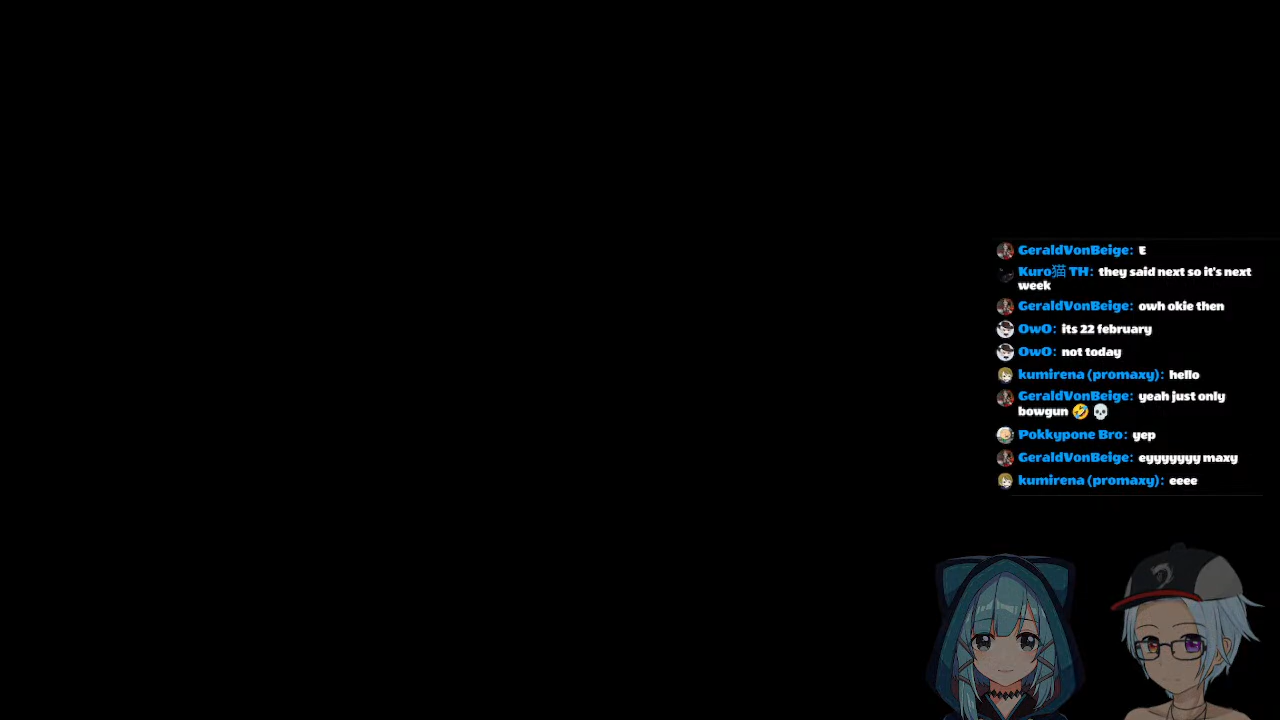 GeraldVonBeige: E
Kuro猫 TH: they said next so it's next
week
GeraldVonBeige: owh okie then
OwO: its 22 february
OwO: not today
kumirena (promaxy): hello
GeraldVonBeige: yeah just only
bowgun 🤣 💀
Pokkypone Bro: yep
GeraldVonBeige: eyyyyyyy maxy
kumirena (promaxy): eeee